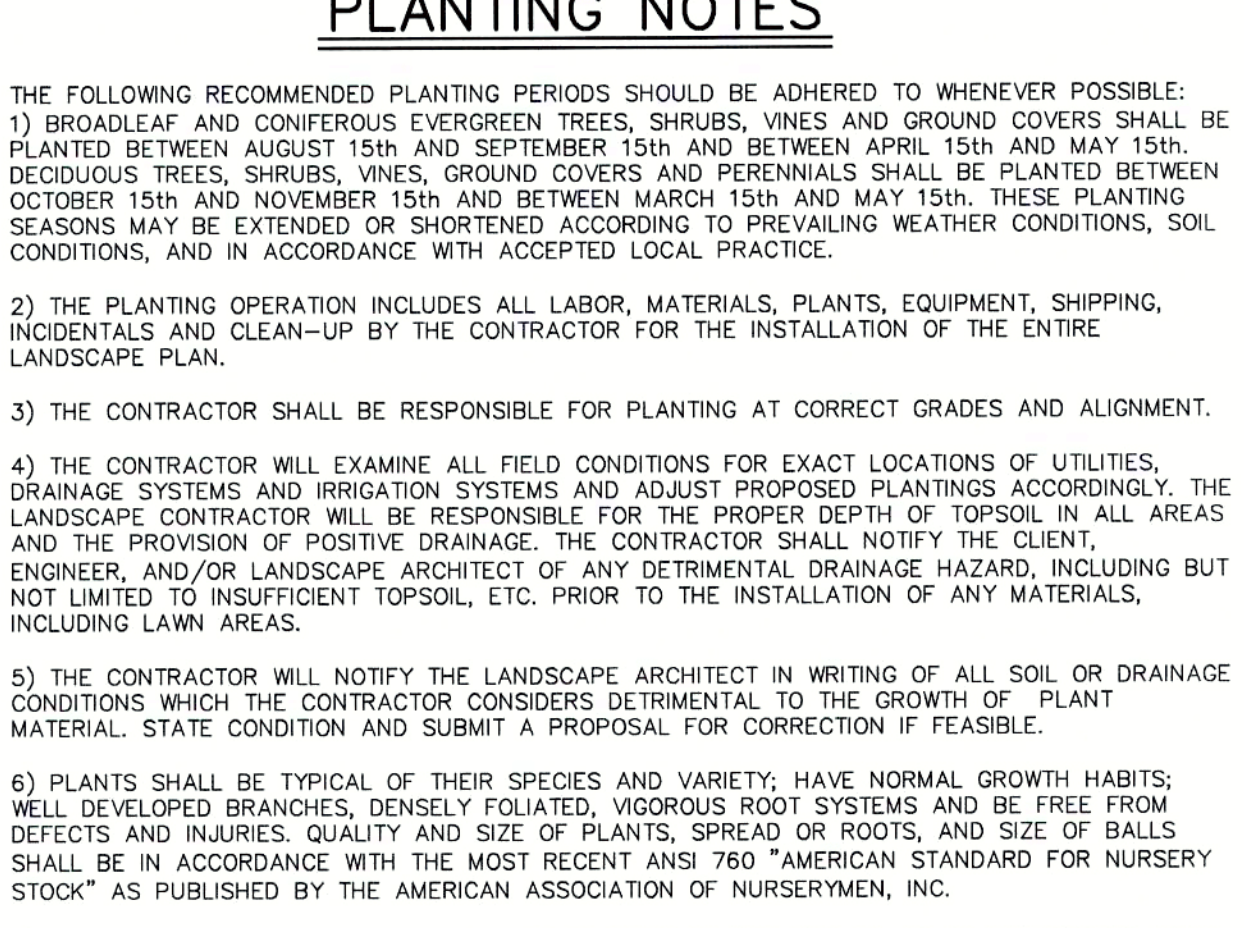 PLANTING NOTES
THE FOLLOWING RECOMMENDED PLANTING PERIODS SHOULD BE ADHERED TO WHENEVER POSSIBLE:
1) BROADLEAF AND CONIFEROUS EVERGREEN TREES, SHRUBS, VINES AND GROUND COVERS SHALL BE
PLANTED BETWEEN AUGUST 15th AND SEPTEMBER 15th AND BETWEEN APRIL 15th AND MAY 15th.
DECIDUOUS TREES, SHRUBS, VINES, GROUND COVERS AND PERENNIALS SHALL BE PLANTED BETWEEN
OCTOBER 15th AND NOVEMBER 15th AND BETWEEN MARCH 15th AND MAY 15th. THESE PLANTING
SEASONS MAY BE EXTENDED OR SHORTENED ACCORDING TO PREVAILING WEATHER CONDITIONS, SOIL
CONDITIONS, AND IN ACCORDANCE WITH ACCEPTED LOCAL PRACTICE.
2) THE PLANTING OPERATION INCLUDES ALL LABOR, MATERIALS, PLANTS, EQUIPMENT, SHIPPING,
INCIDENTALS AND CLEAN-UP BY THE CONTRACTOR FOR THE INSTALLATION OF THE ENTIRE
LANDSCAPE PLAN.
3) THE CONTRACTOR SHALL BE RESPONSIBLE FOR PLANTING AT CORRECT GRADES AND ALIGNMENT.
4) THE CONTRACTOR WILL EXAMINE ALL FIELD CONDITIONS FOR EXACT LOCATIONS OF UTILITIES,
DRAINAGE SYSTEMS AND IRRIGATION SYSTEMS AND ADJUST PROPOSED PLANTINGS ACCORDINGLY. THE
LANDSCAPE CONTRACTOR WILL BE RESPONSIBLE FOR THE PROPER DEPTH OF TOPSOIL IN ALL AREAS
AND THE PROVISION OF POSITIVE DRAINAGE. THE CONTRACTOR SHALL NOTIFY THE CLIENT,
ENGINEER, AND/OR LANDSCAPE ARCHITECT OF ANY DETRIMENTAL DRAINAGE HAZARD, INCLUDING BUT
NOT LIMITED TO INSUFFICIENT TOPSOIL, ETC. PRIOR TO THE INSTALLATION OF ANY MATERIALS,
INCLUDING LAWN AREAS.
5) THE CONTRACTOR WILL NOTIFY THE LANDSCAPE ARCHITECT IN WRITING OF ALL SOIL OR DRAINAGE
CONDITIONS WHICH THE CONTRACTOR CONSIDERS DETRIMENTAL TO THE GROWTH OF PLANT
MATERIAL. STATE CONDITION AND SUBMIT A PROPOSAL FOR CORRECTION IF FEASIBLE.
6) PLANTS SHALL BE TYPICAL OF THEIR SPECIES AND VARIETY; HAVE NORMAL GROWTH HABITS;
WELL DEVELOPED BRANCHES, DENSELY FOLIATED, VIGOROUS ROOT SYSTEMS AND BE FREE FROM
DEFECTS AND INJURIES. QUALITY AND SIZE OF PLANTS, SPREAD OR ROOTS, AND SIZE OF BALLS
SHALL BE IN ACCORDANCE WITH THE MOST RECENT ANSI 760 "AMERICAN STANDARD FOR NURSERY
STOCK" AS PUBLISHED BY THE AMERICAN ASSOCIATION OF NURSERYMEN, INC.